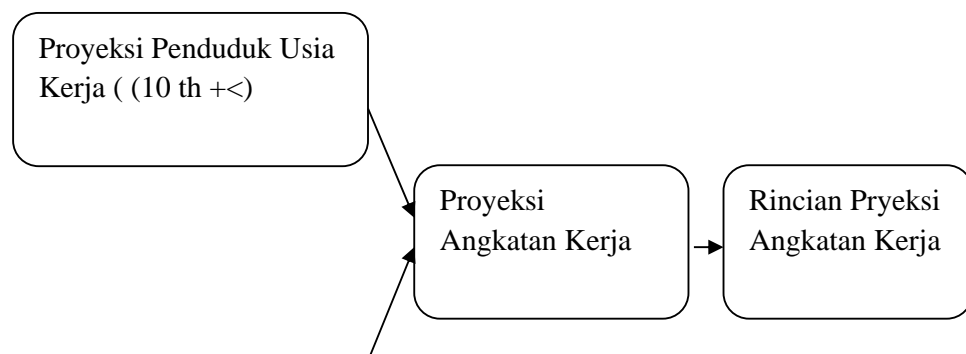 Proyeksi Penduduk Usia
Kerja ( (10 th +<)
Proyeksi
Angkatan Kerja
Rincian Pryeksi
Angkatan Kerja